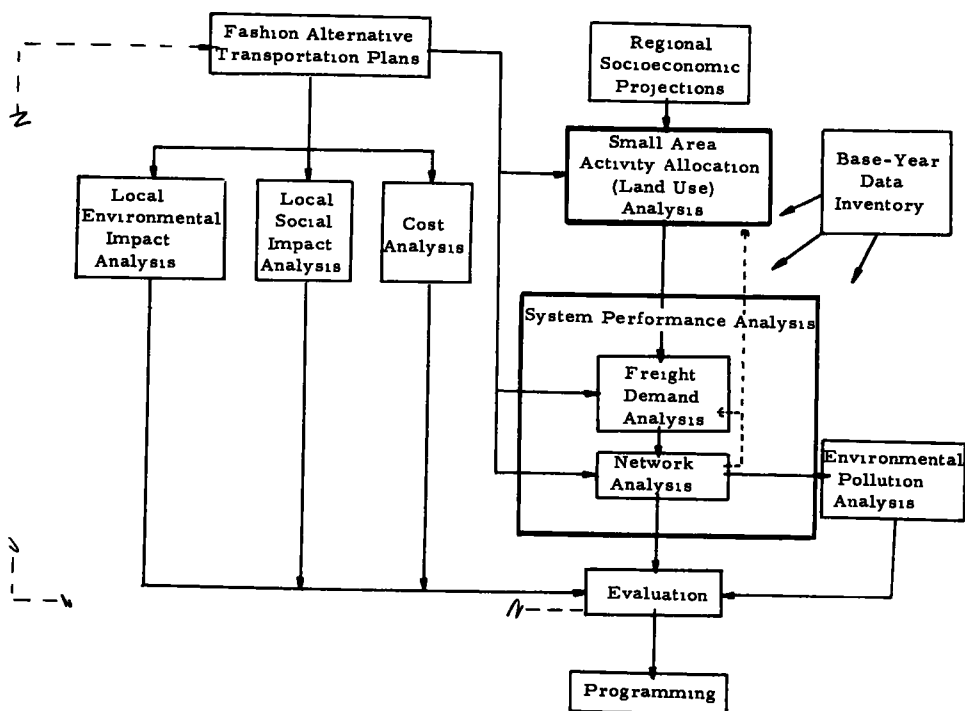 Fashion Alternative
Transportation Plans
Regional
Socioeconomic
Projections
Small Area
Activity Allocation
(Land Use)
Analysis
Base-Year
Data
Inventory
Local
Environmental
Impact
Analysis
Local
Social
Impact
Analysis
Cost
Analysis
System Performance Analysis
Freight
Demand
Analysis
Network
Analysis
Environmental
Pollution
Analysis
Evaluation
Programming